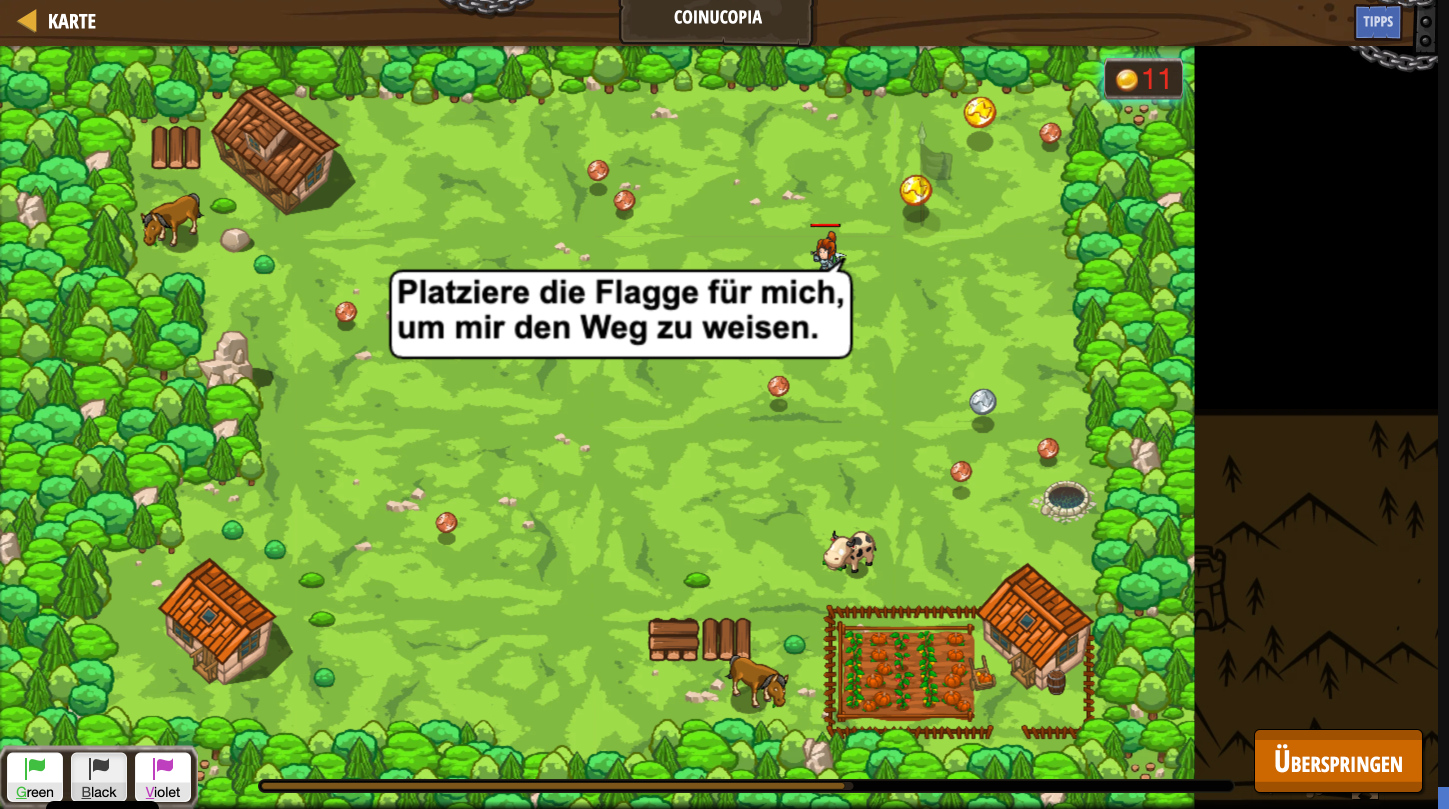 KARTE
COINUCOPIA
TIPPS
11
Platziere die Flagge für mich,
um mir den Weg zu weisen.
Green
Black
Violet
Überspringen